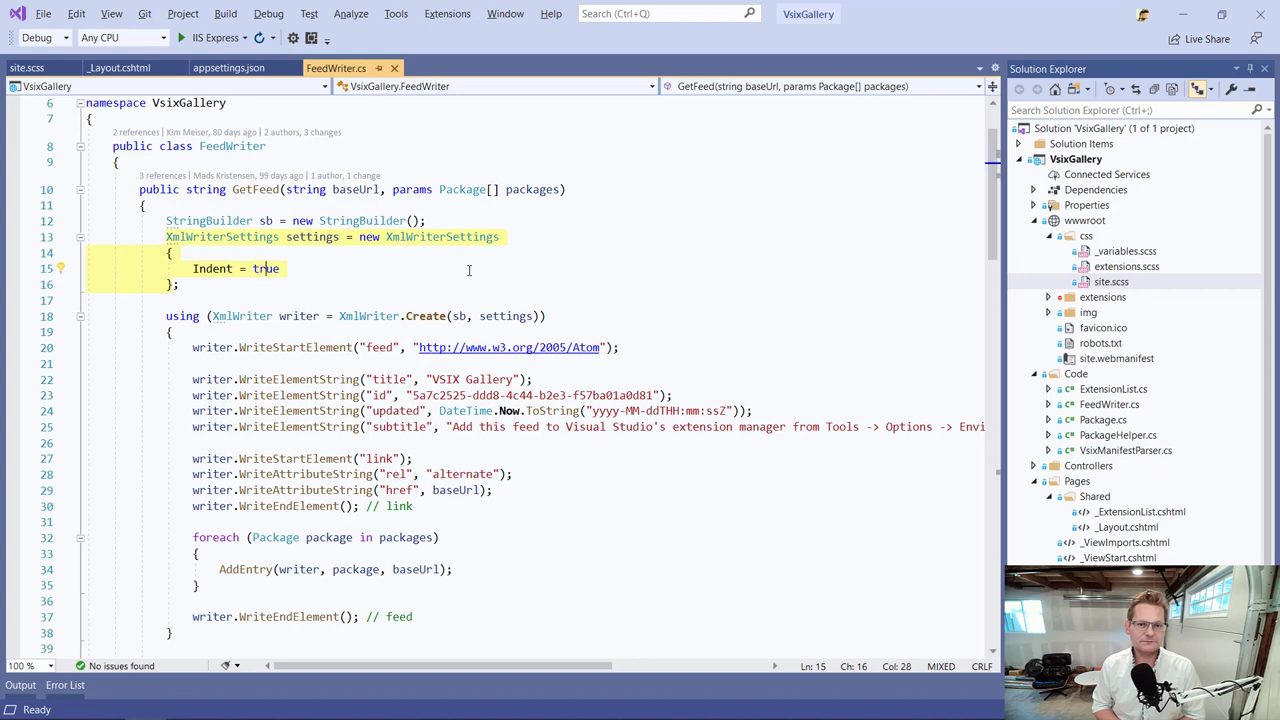 File Edit View Git Project Build Debug Test Analyze Tools Extensions Window Help Search (Ctrl+Q) VsixGallery
Debug Any CPU IIS Express Live Share
site.scss _Layout.cshtml appsettings.json FeedWriter.cs
VsixGallery VsixGallery.FeedWriter GetFeed(string baseUrl, params Package[] packages)
6 namespace VsixGallery
7 {
2 references | Kim Meiser, 80 days ago | 2 authors, 3 changes
8 public class FeedWriter
9 {
3 references | Mads Kristensen, 99 days ago | 1 author, 1 change
10 public string GetFeed(string baseUrl, params Package[] packages)
11 {
12 StringBuilder sb = new StringBuilder();
13 XmlWriterSettings settings = new XmlWriterSettings
14 {
15 Indent = true
16 };
17
18 using (XmlWriter writer = XmlWriter.Create(sb, settings))
19 {
20 writer.WriteStartElement("feed", "http://www.w3.org/2005/Atom");
21
22 writer.WriteElementString("title", "VSIX Gallery");
23 writer.WriteElementString("id", "5a7c2525-ddd8-4c44-b2e3-f57ba01a0d81");
24 writer.WriteElementString("updated", DateTime.Now.ToString("yyyy-MM-ddTHH:mm:ssZ"));
25 writer.WriteElementString("subtitle", "Add this feed to Visual Studio's extension manager from Tools -> Options -> Envi
26
27 writer.WriteStartElement("link");
28 writer.WriteAttributeString("rel", "alternate");
29 writer.WriteAttributeString("href", baseUrl);
30 writer.WriteEndElement(); // link
31
32 foreach (Package package in packages)
33 {
34 AddEntry(writer, package, baseUrl);
35 }
36
37 writer.WriteEndElement(); // feed
38 }
39
100 % No issues found Ln: 15 Ch: 16 Col: 28 MIXED CRLF
Output Error List
Ready
Solution Explorer
Search Solution Explorer (Ctrl+;)
Solution 'VsixGallery' (1 of 1 project)
Solution Items
VsixGallery
Connected Services
Dependencies
Properties
wwwroot
css
_variables.scss
extensions.scss
site.scss
extensions
img
favicon.ico
robots.txt
site.webmanifest
Code
ExtensionList.cs
FeedWriter.cs
Package.cs
PackageHelper.cs
VsixManifestParser.cs
Controllers
Pages
Shared
_ExtensionList.cshtml
_Layout.cshtml
_ViewImports.cshtml
_ViewStart.cshtml